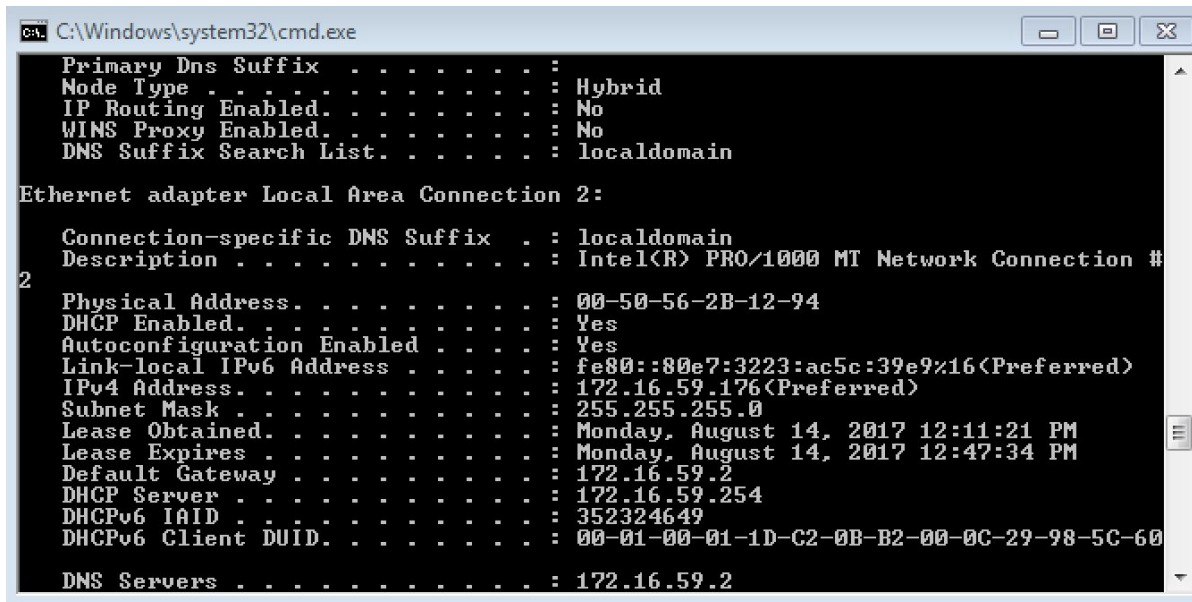 C:\Windows\system32\cmd.exe
Primary Dns Suffix . . . . . . . :
Node Type . . . . . . . . . . . . : Hybrid
IP Routing Enabled. . . . . . . . : No
WINS Proxy Enabled. . . . . . . . : No
DNS Suffix Search List. . . . . . : localdomain
Ethernet adapter Local Area Connection 2:
Connection-specific DNS Suffix . : localdomain
Description . . . . . . . . . . . : Intel(R) PRO/1000 MT Network Connection #
2
Physical Address. . . . . . . . . : 00-50-56-2B-12-94
DHCP Enabled. . . . . . . . . . . : Yes
Autoconfiguration Enabled . . . . : Yes
Link-local IPv6 Address . . . . . : fe80::80e7:3223:ac5c:39e9%16(Preferred)
IPv4 Address. . . . . . . . . . . : 172.16.59.176(Preferred)
Subnet Mask . . . . . . . . . . . : 255.255.255.0
Lease Obtained. . . . . . . . . . : Monday, August 14, 2017 12:11:21 PM
Lease Expires . . . . . . . . . . : Monday, August 14, 2017 12:47:34 PM
Default Gateway . . . . . . . . . : 172.16.59.2
DHCP Server . . . . . . . . . . . : 172.16.59.254
DHCPv6 IAID . . . . . . . . . . . : 352324649
DHCPv6 Client DUID. . . . . . . . : 00-01-00-01-1D-C2-0B-B2-00-0C-29-98-5C-60
DNS Servers . . . . . . . . . . . : 172.16.59.2